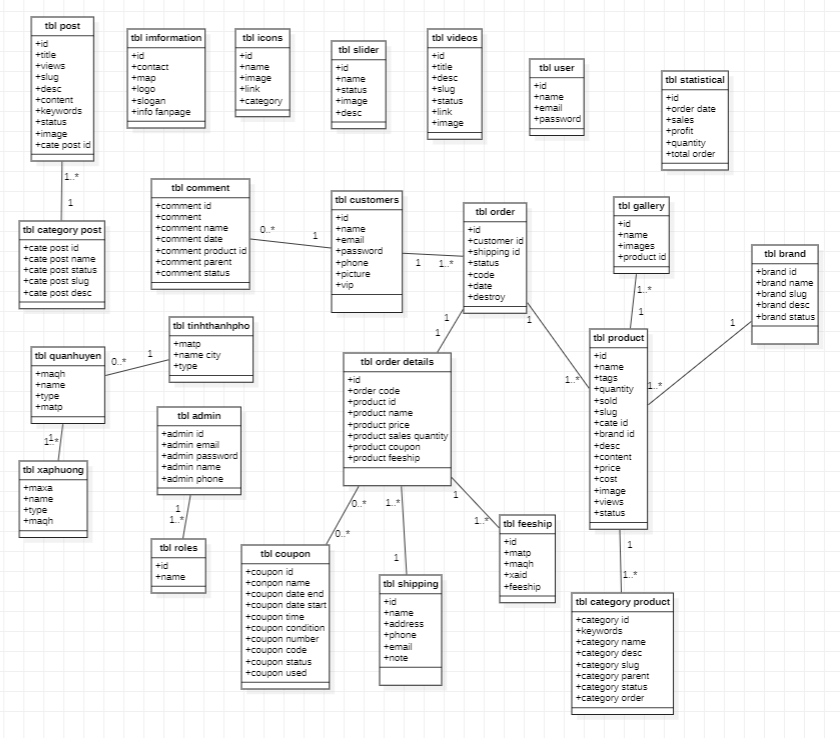 tbl post
+id
+title
+views
+slug
+desc
+content
+keywords
+status
+image
+cate post id
tbl imformation
+id
+contact
+map
+logo
+slogan
+info fanpage
tbl icons
+id
+name
+image
+link
+category
tbl slider
+id
+name
+status
+image
+desc
tbl videos
+id
+title
+desc
+slug
+status
+link
+image
tbl user
+id
+name
+email
+password
tbl statistical
+id
+order date
+sales
+profit
+quantity
+total order
1..*
1
tbl category post
+cate post id
+cate post name
+cate post status
+cate post slug
+cate post desc
tbl comment
+comment id
+comment
+comment name
+comment date
+comment product id
+comment parent
+comment status
0..*
1
tbl customers
+id
+name
+email
+password
+phone
+picture
+vip
1
1..*
tbl order
+id
+customer id
+shipping id
+status
+code
+date
+destroy
1
1
1
1..*
tbl gallery
+id
+name
+images
+product id
1..*
1
tbl brand
+brand id
+brand name
+brand slug
+brand desc
+brand status
1
1..*
tbl quanhuyen
+maqh
+name
+type
+matp
0..*
1
tbl tinhthanhpho
+matp
+name city
+type
1
1..*
tbl xaphuong
+maxa
+name
+type
+maqh
tbl admin
+admin id
+admin email
+admin password
+admin name
+admin phone
1
1..*
tbl roles
+id
+name
tbl order details
+id
+order code
+product id
+product name
+product price
+product sales quantity
+product coupon
+product feeship
0..*
0..*
1..*
1
1
1..*
tbl product
+id
+name
+tags
+quantity
+sold
+slug
+cate id
+brand id
+desc
+content
+price
+cost
+image
+views
+status
1
1..*
tbl coupon
+coupon id
+conpon name
+coupon date end
+coupon date start
+coupon time
+coupon condition
+coupon number
+coupon code
+coupon status
+coupon used
tbl shipping
+id
+name
+address
+phone
+email
+note
tbl feeship
+id
+matp
+maqh
+xaid
+feeship
tbl category product
+category id
+keywords
+category name
+category desc
+category slug
+category parent
+category status
+category order